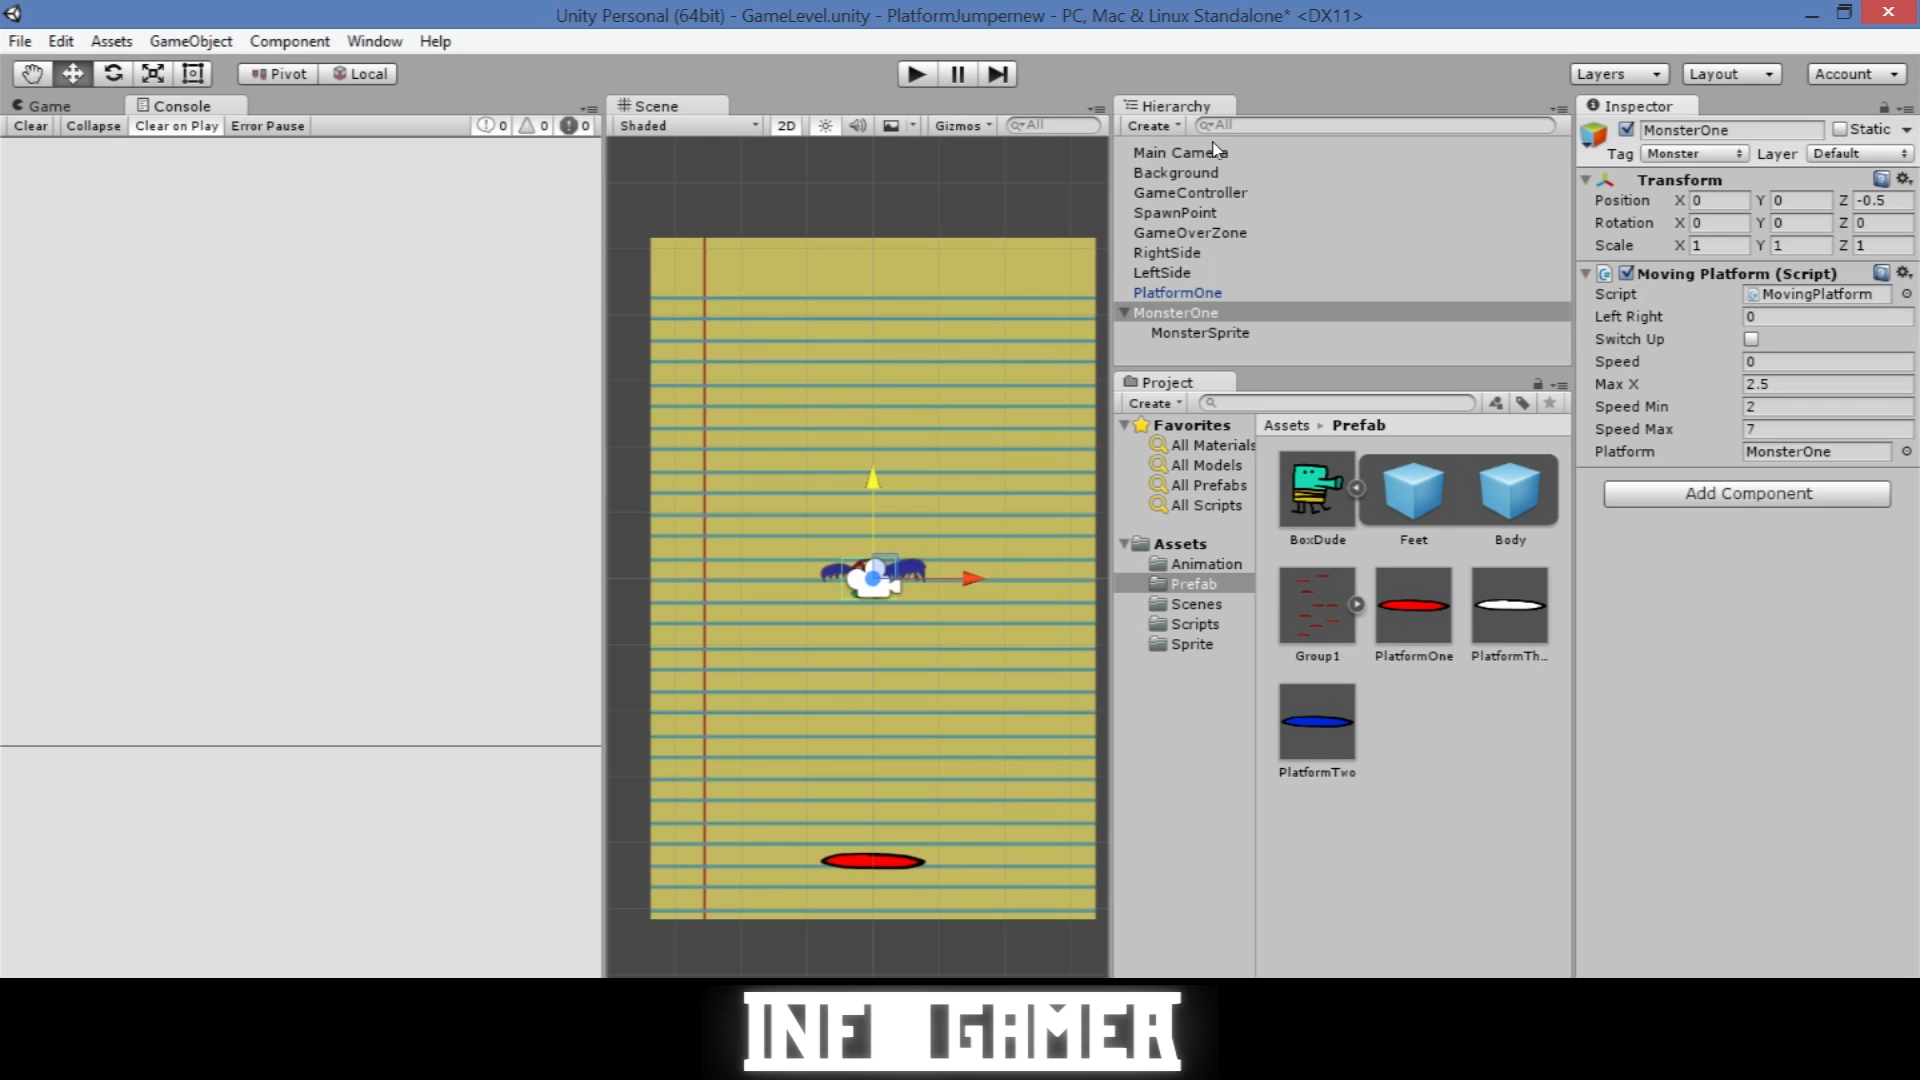 Unity Personal (64bit) - GameLevel.unity - PlatformJumpernew - PC, Mac & Linux Standalone* <DX11>
File Edit Assets GameObject Component Window Help
Pivot Local Layers Layout Account
Game Console
Clear Collapse Clear on Play Error Pause 0 0 0
Scene
Shaded 2D Gizmos All
Hierarchy
Create All
Main Camera
Background
GameController
SpawnPoint
GameOverZone
RightSide
LeftSide
PlatformOne
MonsterOne
MonsterSprite
Project
Create
Favorites
All Materials
All Models
All Prefabs
All Scripts
Assets
Animation
Prefab
Scenes
Scripts
Sprite
Assets Prefab
BoxDude Feet Body
Group1 PlatformOne PlatformTh...
PlatformTwo
Inspector
MonsterOne Static
Tag Monster Layer Default
Transform
Position X 0 Y 0 Z -0.5
Rotation X 0 Y 0 Z 0
Scale X 1 Y 1 Z 1
Moving Platform (Script)
Script MovingPlatform
Left Right 0
Switch Up
Speed 0
Max X 2.5
Speed Min 2
Speed Max 7
Platform MonsterOne
Add Component
INF GAMER